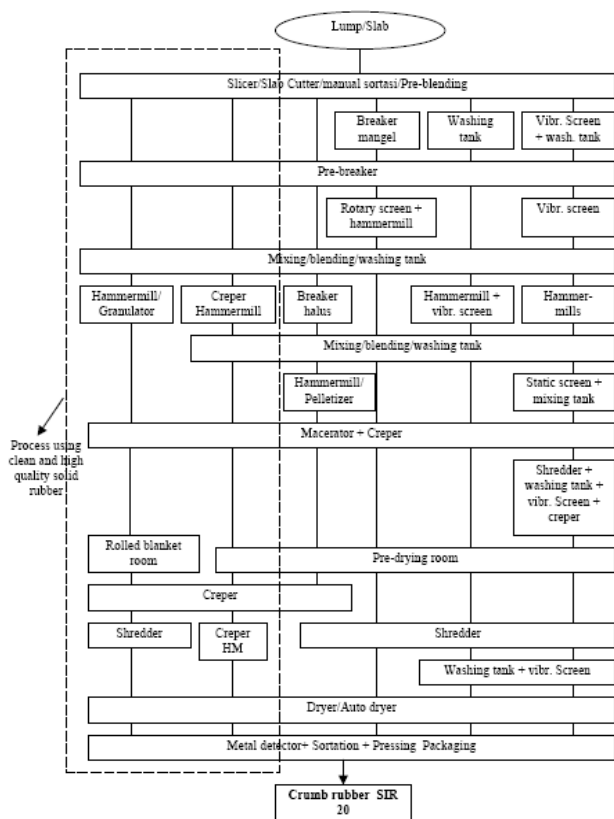 Lump/Slab
Slicer/Slab Cutter/manual sortasi/Pre-blending
Breaker
mangel
Washing
tank
Vibr. Screen
+ wash. tank
Pre-breaker
Rotary screen +
hammermill
Vibr. screen
Mixing/blending/washing tank
Hammermill/
Granulator
Creper
Hammermill
Breaker
halus
Hammermill +
vibr. screen
Hammer-
mills
Mixing/blending/washing tank
Hammermill/
Pelletizer
Static screen +
mixing tank
Macerator + Creper
Process using
clean and high
quality solid
rubber
Shredder +
washing tank +
vibr. Screen +
creper
Rolled blanket
room
Pre-drying room
Creper
Shredder
Creper
HM
Shredder
Washing tank + vibr. Screen
Dryer/Auto dryer
Metal detector+ Sortation + Pressing Packaging
Crumb rubber SIR
20